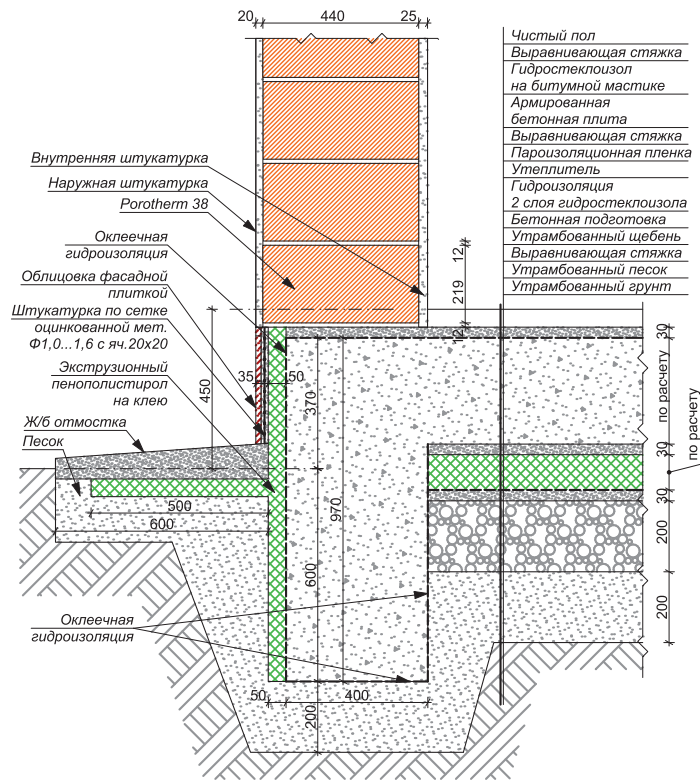 20
440
25
Чистый пол
Выравнивающая стяжка
Гидростеклоизол
на битумной мастике
Армированная
бетонная плита
Выравнивающая стяжка
Пароизоляционная пленка
Утеплитель
Гидроизоляция
2 слоя гидростеклоизола
Бетонная подготовка
Утрамбованный щебень
Выравнивающая стяжка
Утрамбованный песок
Утрамбованный грунт
Внутренняя штукатурка
Наружная штукатурка
Porotherm 38
Оклеечная
гидроизоляция
Облицовка фасадной
плиткой
Штукатурка по сетке
оцинкованной мет.
Ф1,0...1,6 с яч.20х20
Экструзионный
пенополистирол
на клею
Ж/б отмостка
Песок
12
219
12
30
по расчету
30
по расчету
30
200
200
35
50
450
370
970
600
500
600
Оклеечная
гидроизоляция
50
400
200